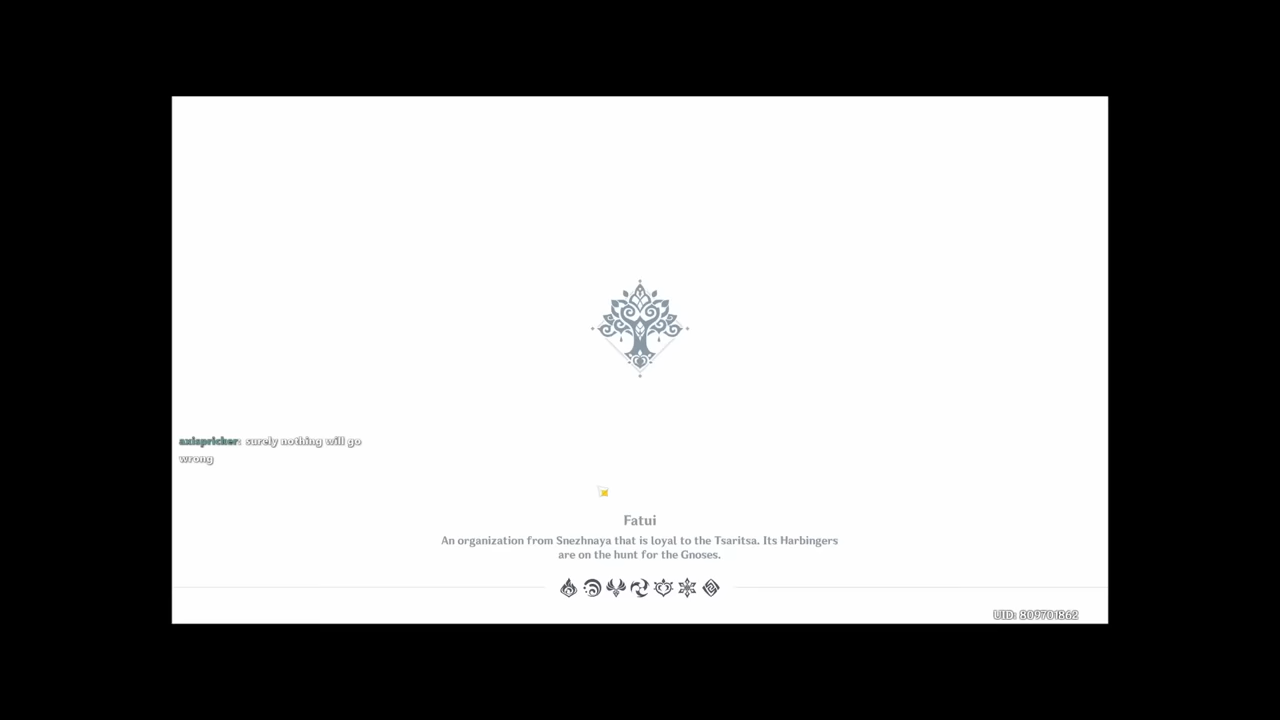 axispricher: surely nothing will go
wrong
Fatui
An organization from Snezhnaya that is loyal to the Tsaritsa. Its Harbingers
are on the hunt for the Gnoses.
UID: 809701862